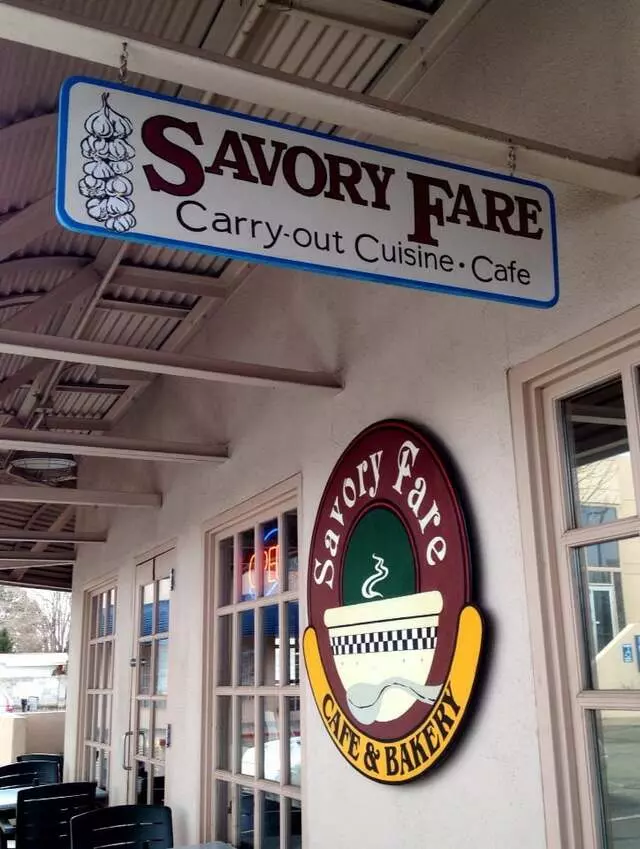 SAVORY FARE
Carry-out Cuisine • Cafe
Savory Fare
CAFE & BAKERY